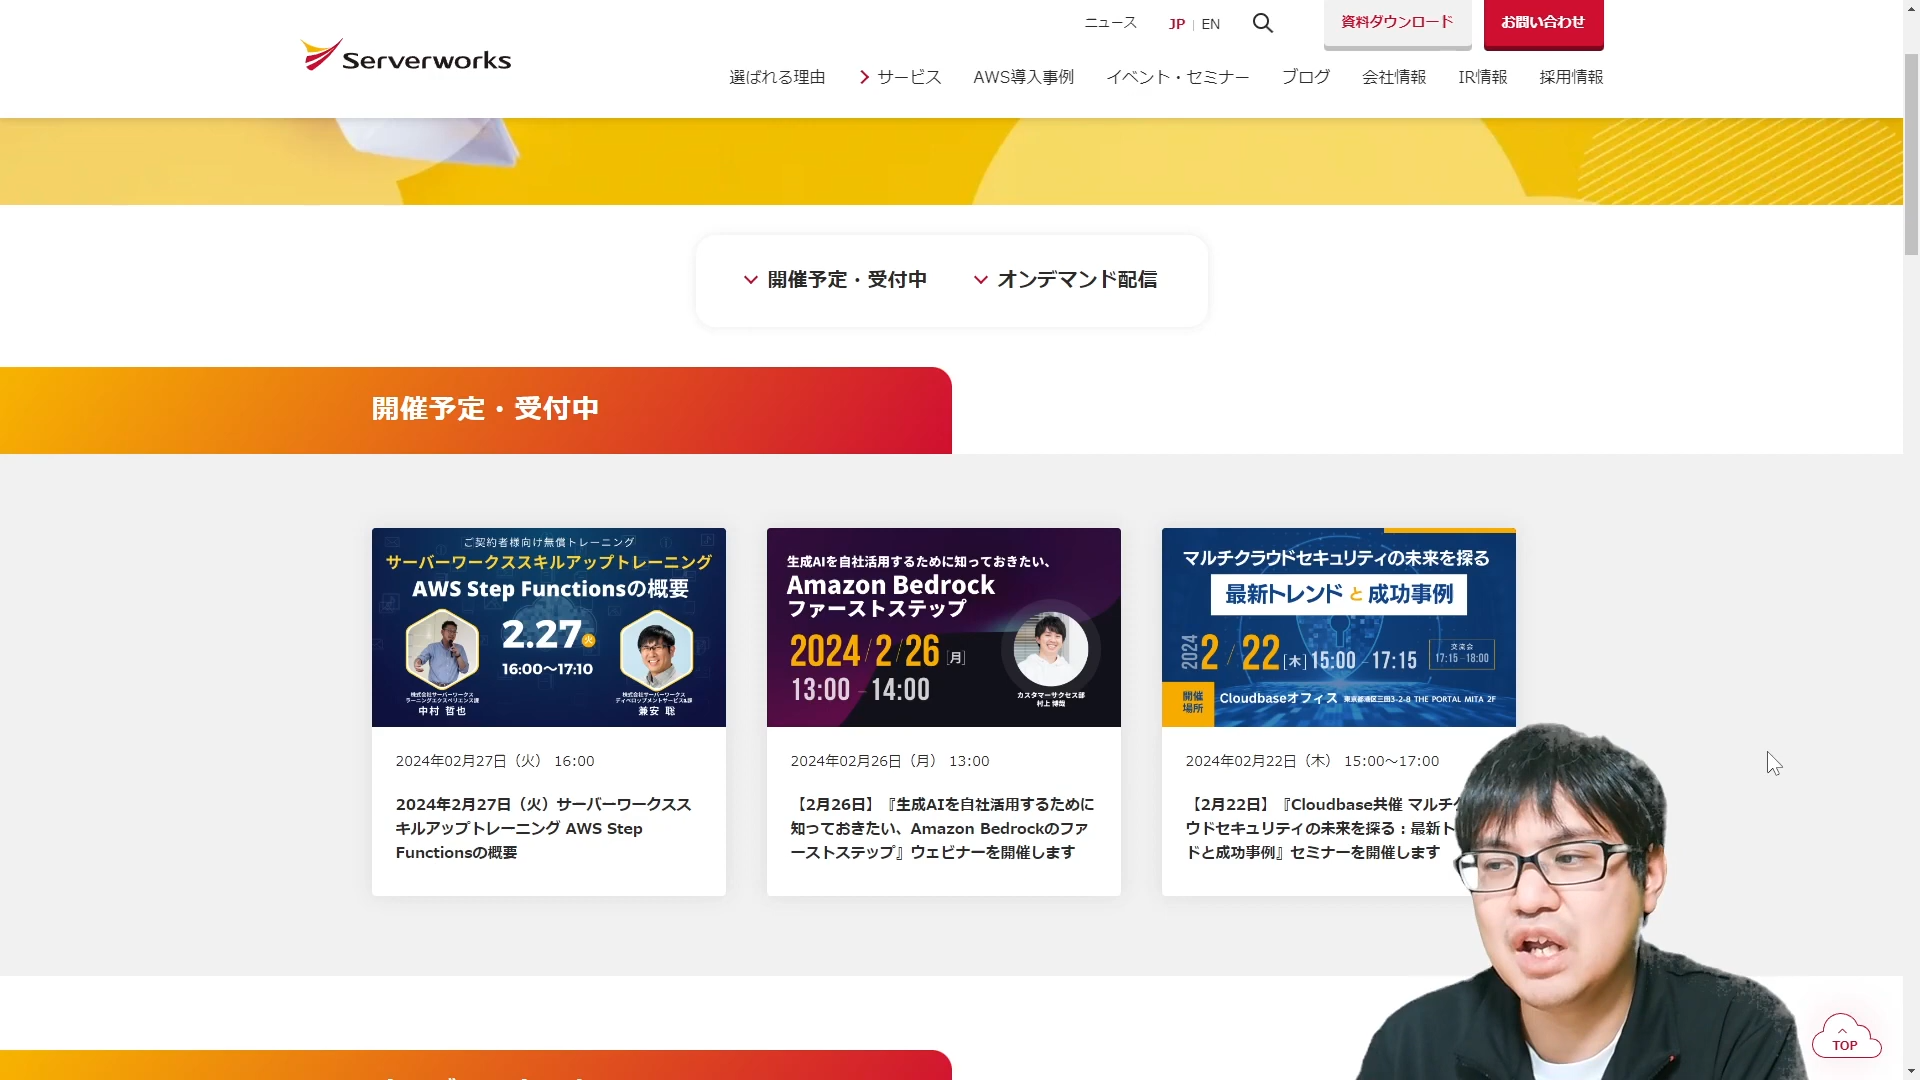 Serverworks
ニュース
JP | EN
資料ダウンロード
お問い合わせ
選ばれる理由
サービス
AWS導入事例
イベント・セミナー
ブログ
会社情報
IR情報
採用情報
開催予定・受付中
オンデマンド配信
開催予定・受付中
ご契約者様向け無償トレーニング
サーバーワークススキルアップトレーニング
AWS Step Functionsの概要
2.27 火
16:00〜17:10
株式会社サーバーワークス
ラーニングエクスペリエンス課
中村 哲也
株式会社サーバーワークス
ディベロップメントサービス1課
兼安 聡
2024年02月27日（火） 16:00
2024年2月27日（火）サーバーワークスス
キルアップトレーニング AWS Step
Functionsの概要
生成AIを自社活用するために知っておきたい、
Amazon Bedrock
ファーストステップ
2024/2/26 [月]
13:00 – 14:00
カスタマーサクセス部
村上 博哉
2024年02月26日（月） 13:00
【2月26日】『生成AIを自社活用するために
知っておきたい、Amazon Bedrockのファ
ーストステップ』ウェビナーを開催します
マルチクラウドセキュリティの未来を探る
最新トレンドと成功事例
2024 2/22 [木] 15:00 – 17:15
交流会
17:15 – 18:00
開催
場所
Cloudbaseオフィス 東京都港区三田3-2-8 THE PORTAL MITA 2F
2024年02月22日（木） 15:00〜17:00
【2月22日】『Cloudbase共催 マルチ
ウドセキュリティの未来を探る：最新ト
ドと成功事例』セミナーを開催します
TOP